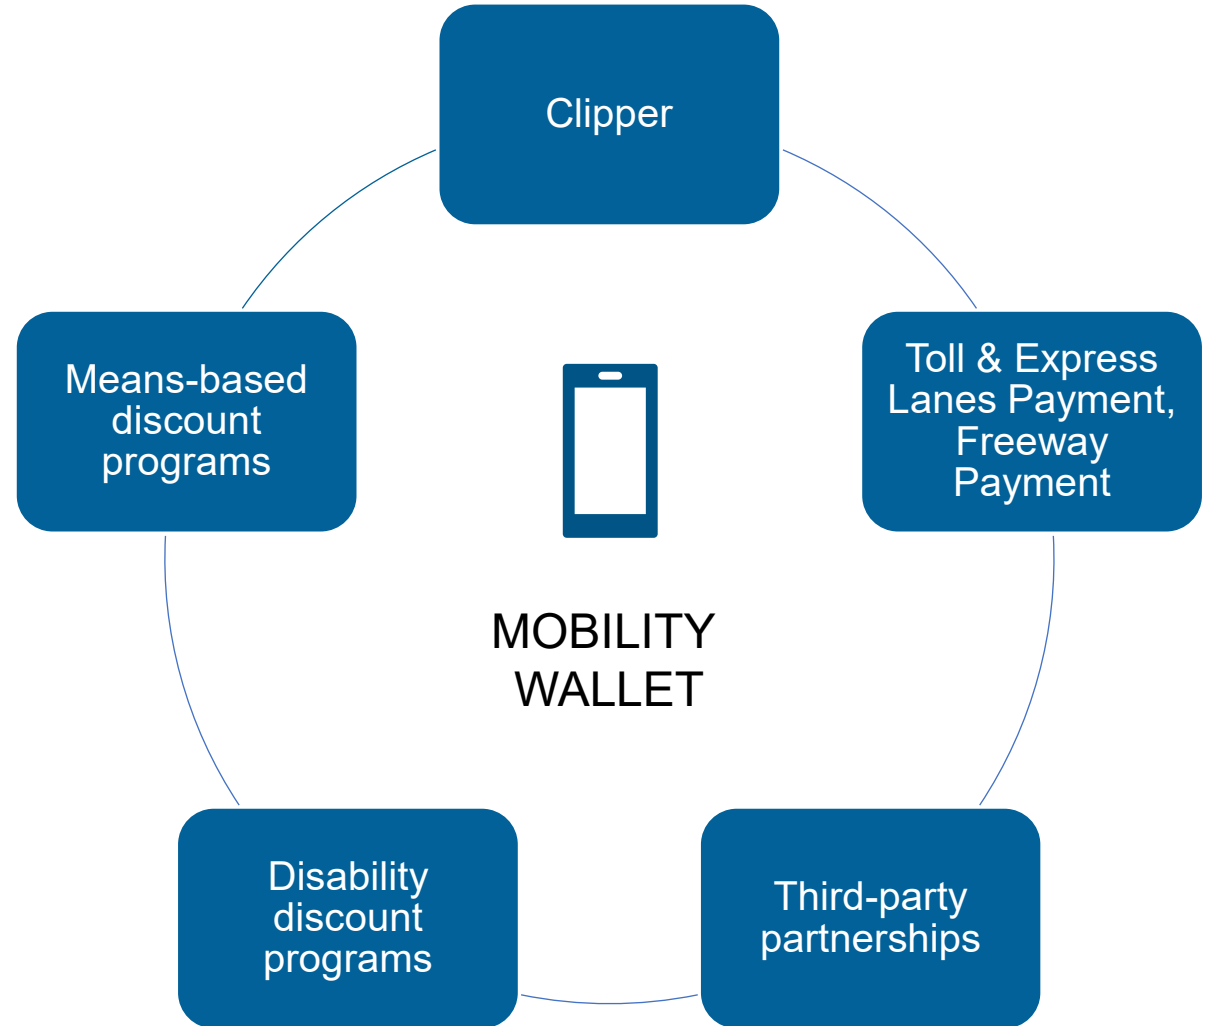 Clipper
Toll & Express
Lanes Payment,
Freeway
Payment
Means-based
discount
programs
MOBILITY
WALLET
Disability
discount
programs
Third-party
partnerships